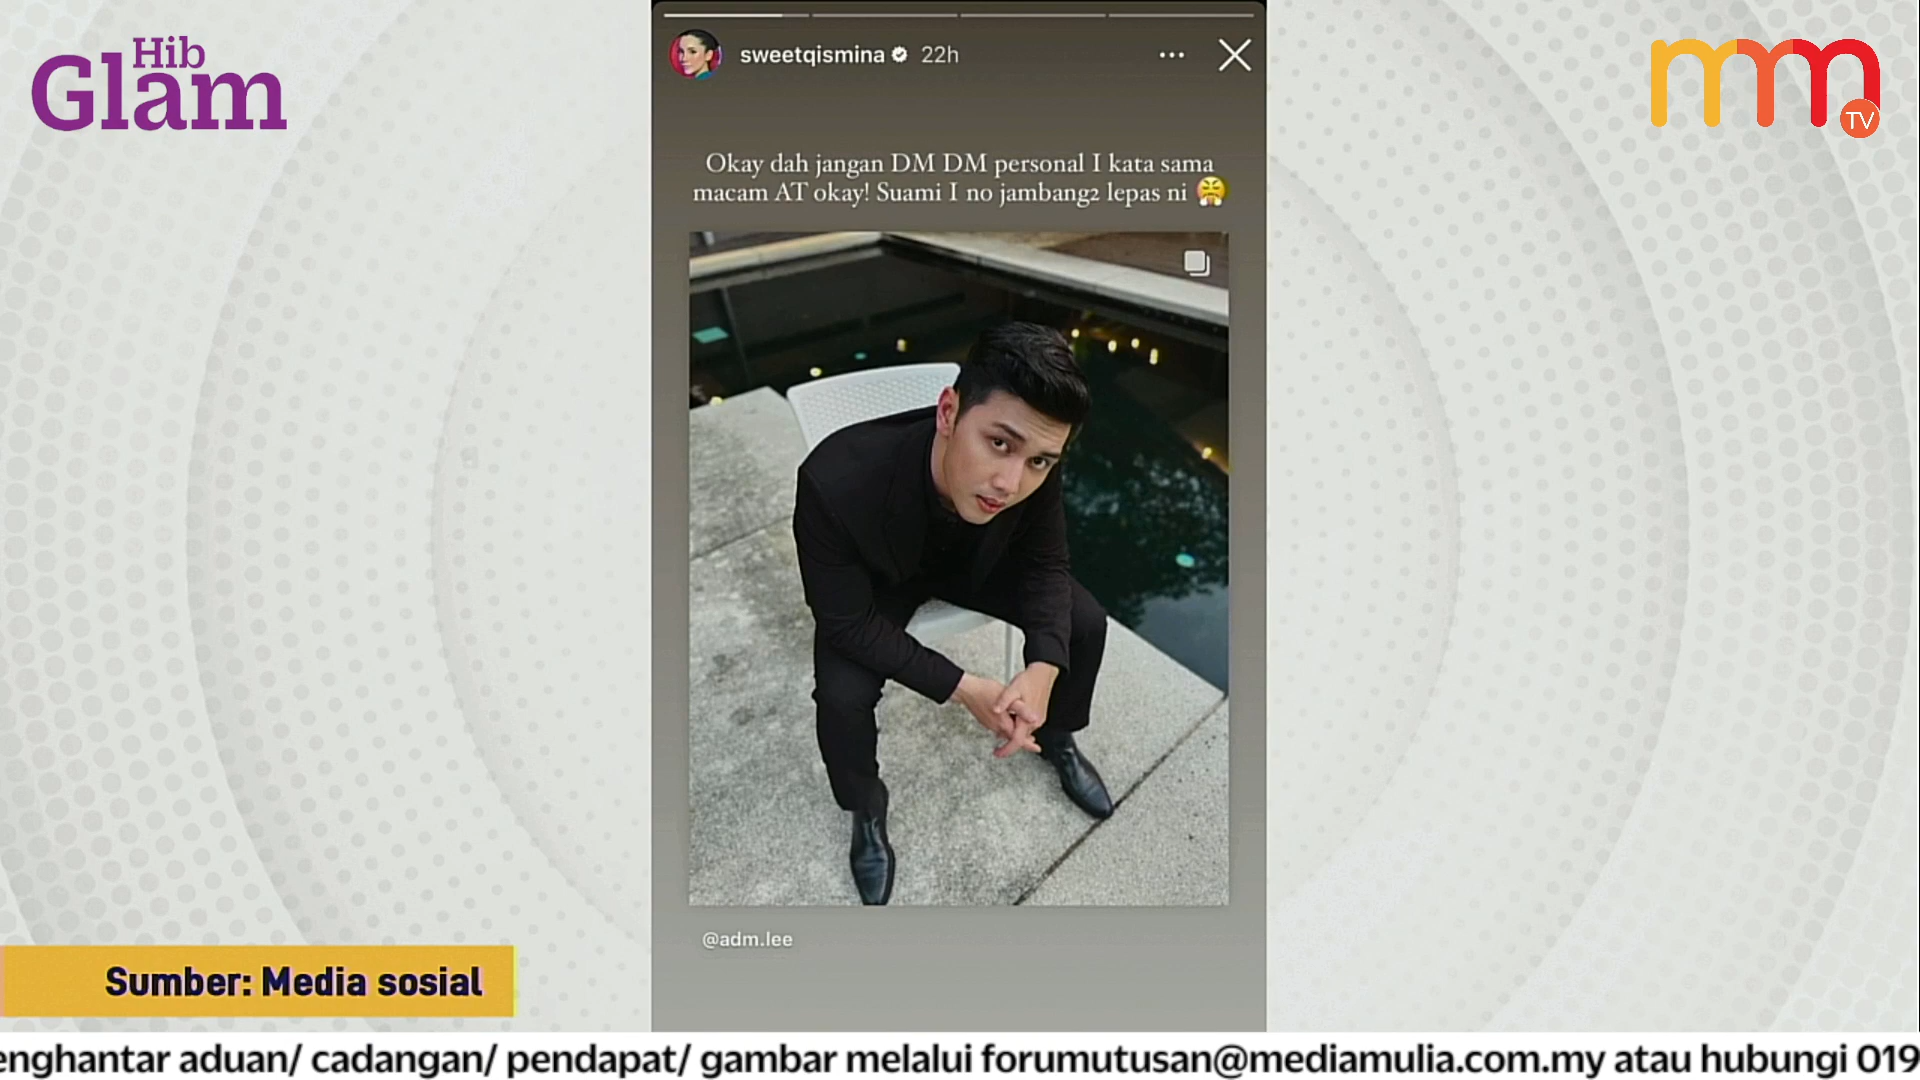 Hib
Glam
sweetqismina 22h
mm
TV
Okay dah jangan DM DM personal I kata sama
macam AT okay! Suami I no jambang2 lepas ni
@adm.lee
Sumber: Media sosial
enghantar aduan/ cadangan/ pendapat/ gambar melalui forumutusan@mediamulia.com.my atau hubungi 019